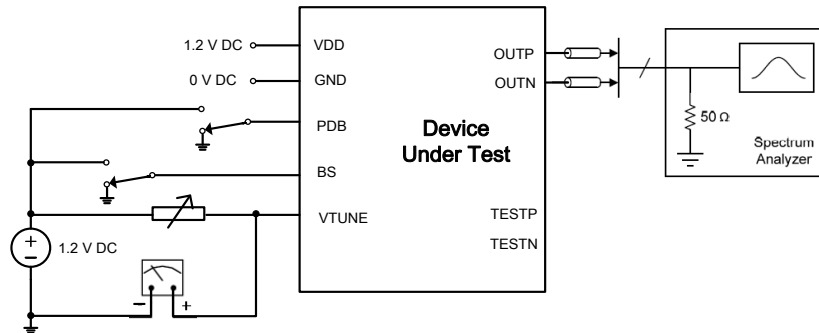 1.2 V DC
VDD
0 V DC
GND
PDB
BS
VTUNE
Device
Under Test
OUTP
OUTN
TESTP
TESTN
50 Ω
Spectrum
Analyzer
+
−
1.2 V DC
−
+